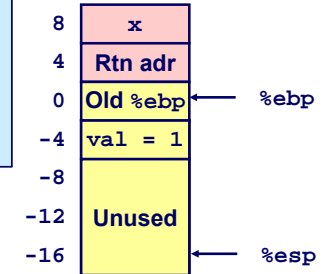 8 x
4 Rtn adr
0 Old %ebp %ebp
-4 val = 1
-8
-12 Unused
-16 %esp